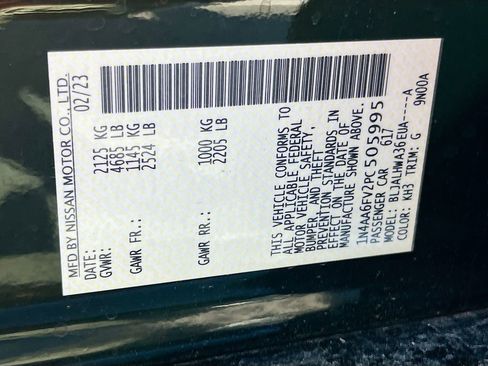 MFD BY NISSAN MOTOR CO., LTD.
DATE: 02/23
GVWR: 2125 KG
4685 LB
GAWR FR.: 1145 KG
2524 LB
GAWR RR.: 1000 KG
2205 LB
THIS VEHICLE CONFORMS TO
ALL APPLICABLE FEDERAL
MOTOR VEHICLE SAFETY,
BUMPER, AND THEFT
PREVENTION STANDARDS IN
EFFECT ON THE DATE OF
MANUFACTURE SHOWN ABOVE.
1N4AA6FV2PC505995
PASSENGER CAR 617
MODEL: BLJALHWA36EUA----A
COLOR: KH3 TRIM: G 9N00A